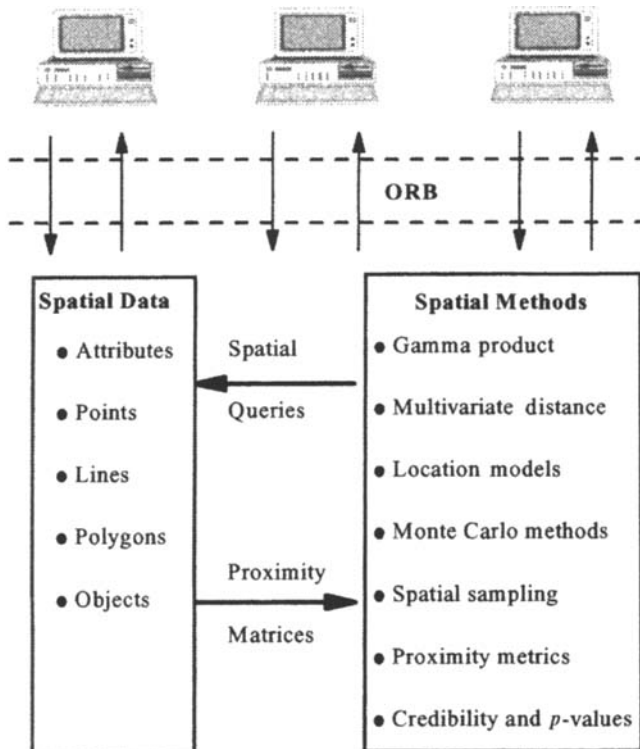 ORB
Spatial Data
● Attributes
● Points
● Lines
● Polygons
● Objects
Spatial
Queries
Proximity
Matrices
Spatial Methods
● Gamma product
● Multivariate distance
● Location models
● Monte Carlo methods
● Spatial sampling
● Proximity metrics
● Credibility and p-values